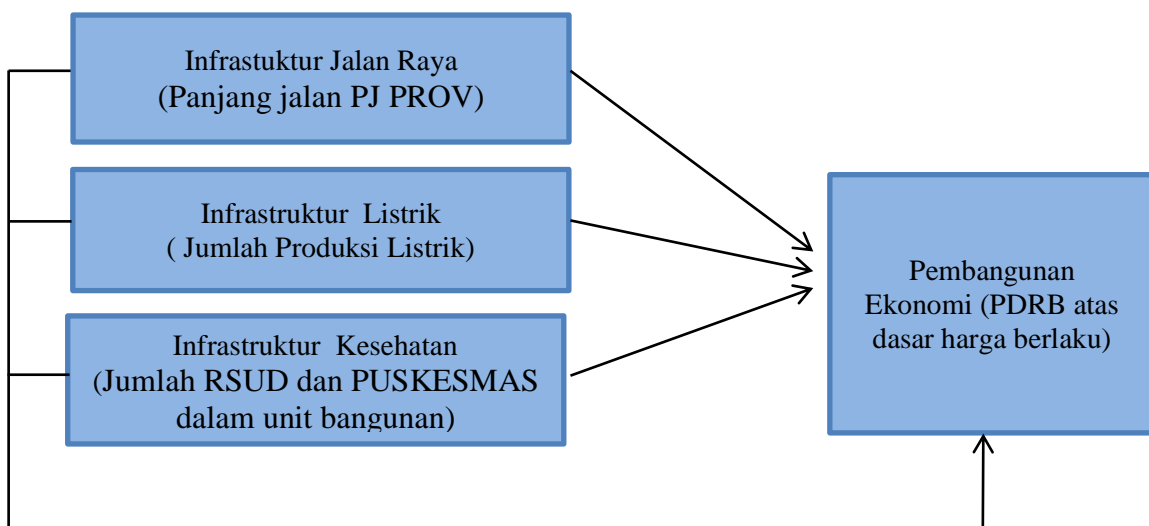 Infrastuktur Jalan Raya
(Panjang jalan PJ PROV)
Infrastruktur Listrik
( Jumlah Produksi Listrik)
Infrastruktur Kesehatan
(Jumlah RSUD dan PUSKESMAS
dalam unit bangunan)
Pembangunan
Ekonomi (PDRB atas
dasar harga berlaku)